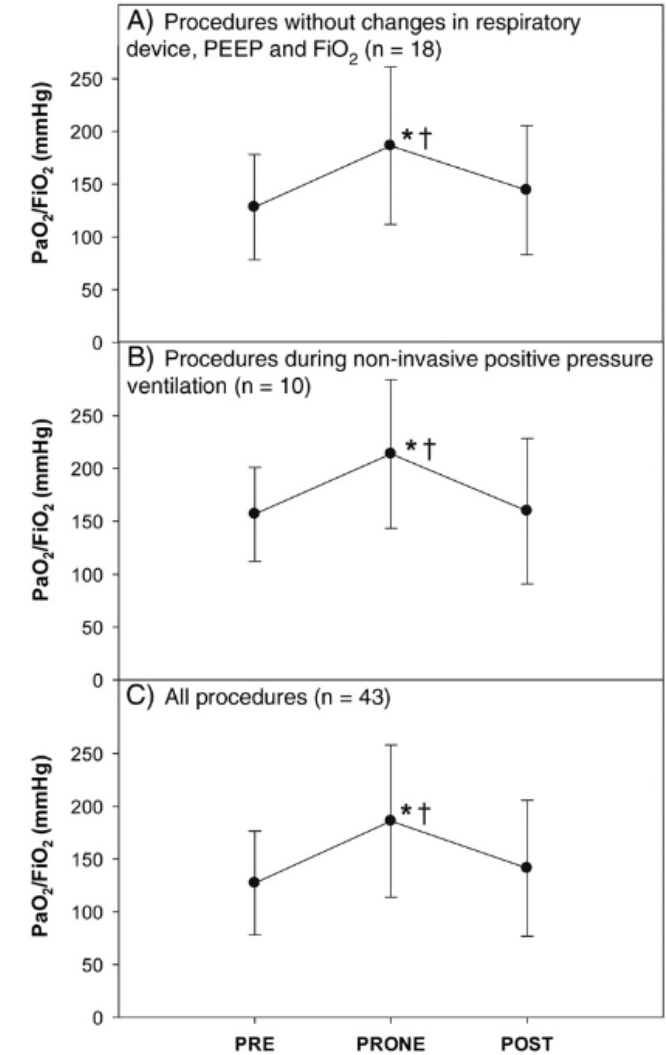 A) Procedures without changes in respiratory
device, PEEP and FiO₂ (n = 18)
PaO₂/FiO₂ (mmHg)
250
200
150
100
50
0
*†
B) Procedures during non-invasive positive pressure
ventilation (n = 10)
PaO₂/FiO₂ (mmHg)
250
200
150
100
50
0
*†
C) All procedures (n = 43)
PaO₂/FiO₂ (mmHg)
250
200
150
100
50
0
*†
PRE PRONE POST